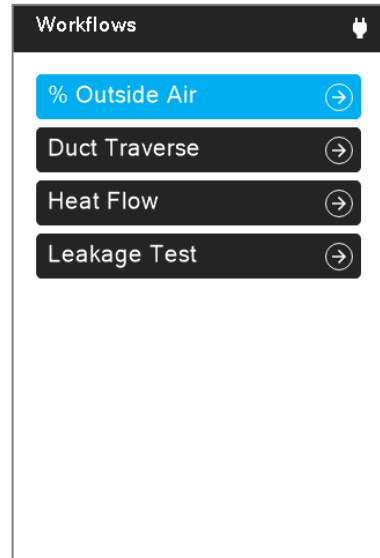 Workflows
% Outside Air
Duct Traverse
Heat Flow
Leakage Test